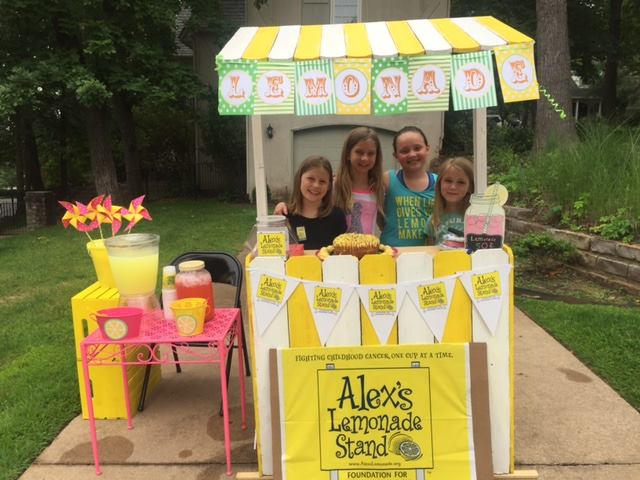 LEMONADE
WHEN LIFE
GIVES
LEMO
MAKE
LEMONADE
50¢
ALEX'S
LEMONADE
STAND
ALEX'S
LEMONADE
STAND
ALEX'S
LEMONADE
STAND
ALEX'S
LEMONADE
STAND
ALEX'S
LEMONADE
STAND
ALEX'S
LEMONADE
STAND
FIGHTING CHILDHOOD CANCER, ONE CUP AT A TIME.
ALEX'S
LEMONADE
STAND
www.AlexsLemonade.org
FOUNDATION FOR